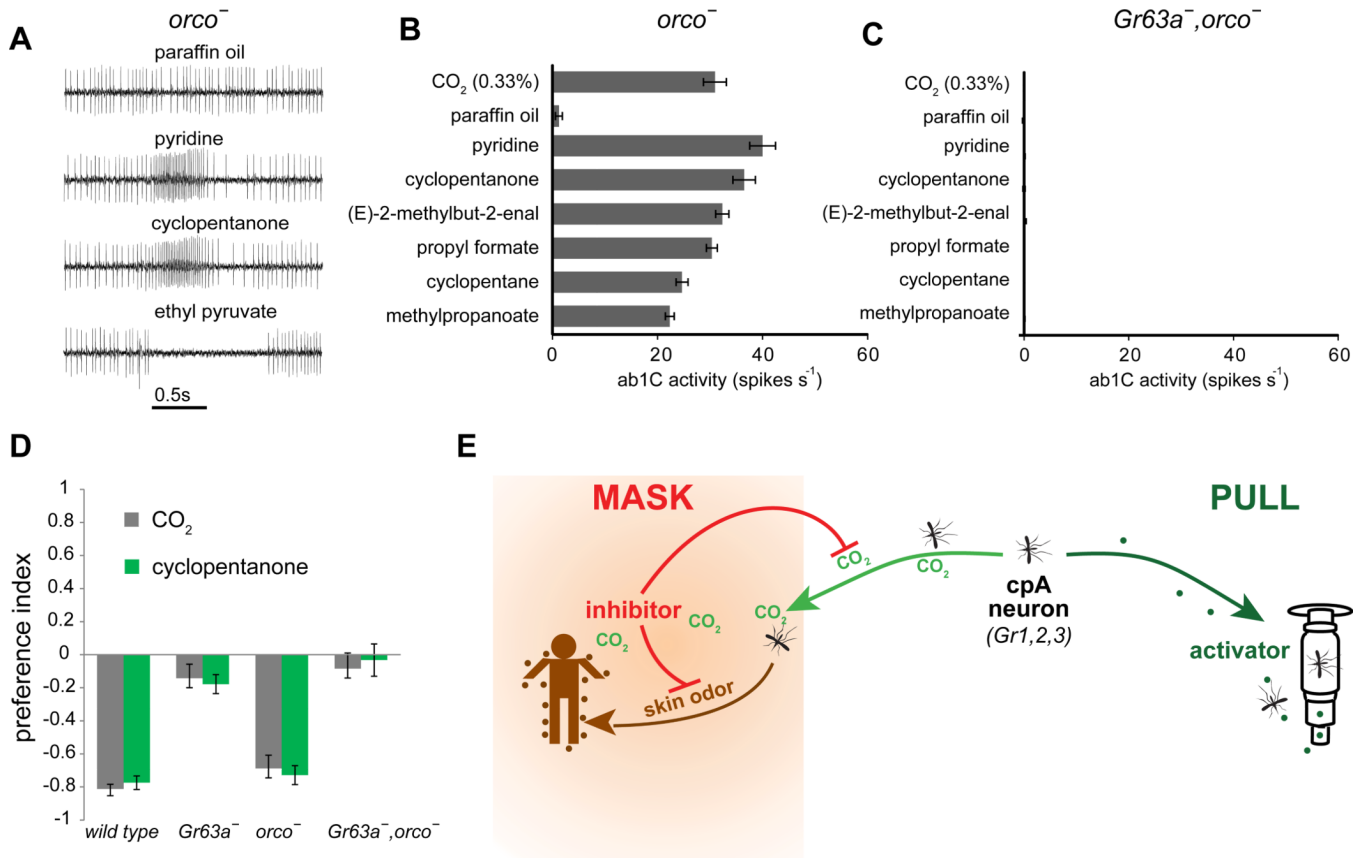 A
orco⁻
paraffin oil
pyridine
cyclopentanone
ethyl pyruvate
0.5s
B
orco⁻
CO₂ (0.33%)
paraffin oil
pyridine
cyclopentanone
(E)-2-methylbut-2-enal
propyl formate
cyclopentane
methylpropanoate
0 20 40 60
ab1C activity (spikes s⁻¹)
C
Gr63a⁻,orco⁻
CO₂ (0.33%)
paraffin oil
pyridine
cyclopentanone
(E)-2-methylbut-2-enal
propyl formate
cyclopentane
methylpropanoate
0 20 40 60
ab1C activity (spikes s⁻¹)
D
preference index
1
0.8
0.6
0.4
0.2
0
-0.2
-0.4
-0.6
-0.8
-1
CO₂
cyclopentanone
wild type Gr63a⁻ orco⁻ Gr63a⁻,orco⁻
E
MASK
PULL
CO₂
CO₂
inhibitor
CO₂
CO₂
CO₂
skin odor
cpA
neuron
(Gr1,2,3)
activator